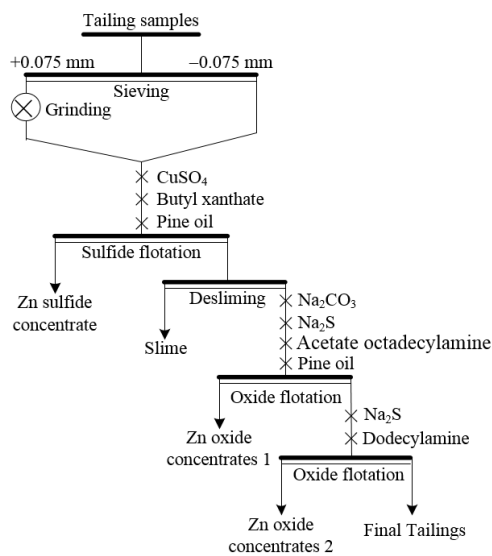 Tailing samples
+0.075 mm
−0.075 mm
Sieving
Grinding
CuSO₄
Butyl xanthate
Pine oil
Sulfide flotation
Zn sulfide
concentrate
Desliming
Slime
Na₂CO₃
Na₂S
Acetate octadecylamine
Pine oil
Oxide flotation
Zn oxide
concentrates 1
Na₂S
Dodecylamine
Oxide flotation
Zn oxide
concentrates 2
Final Tailings